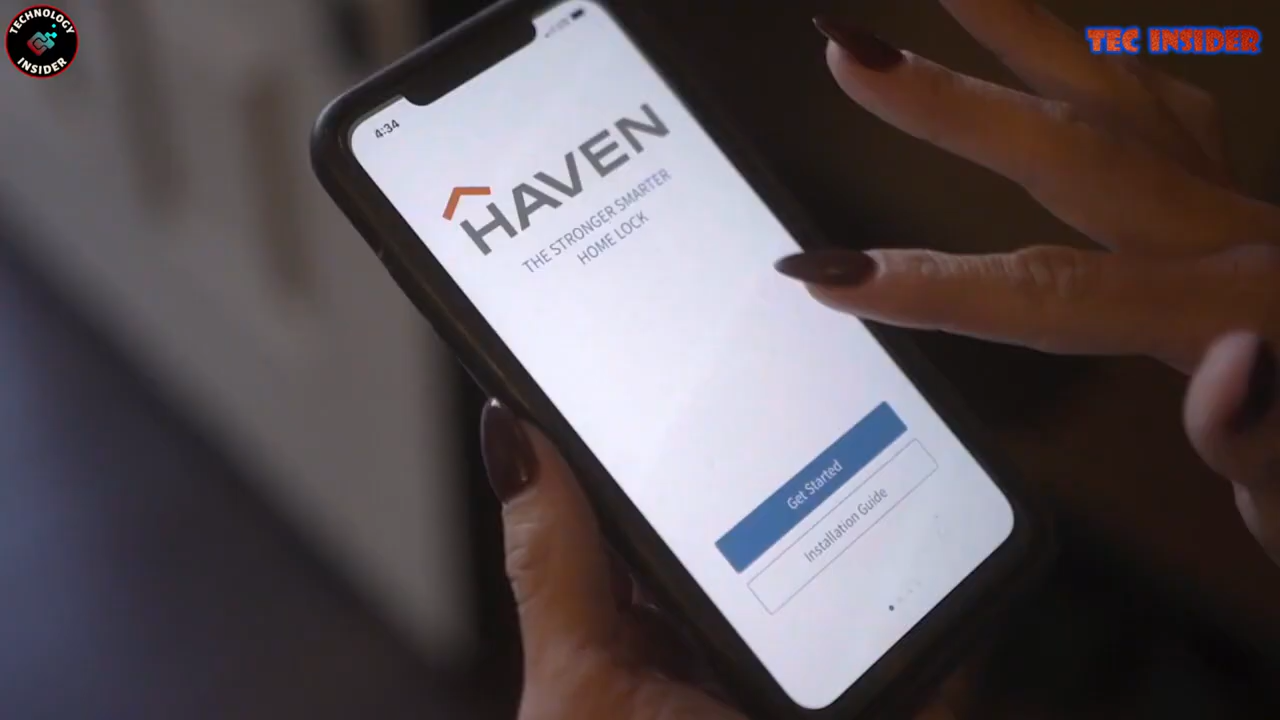 TECHNOLOGY
INSIDER
TEC INSIDER
4:34
HAVEN
THE STRONGER SMARTER
HOME LOCK
Get Started
Installation Guide